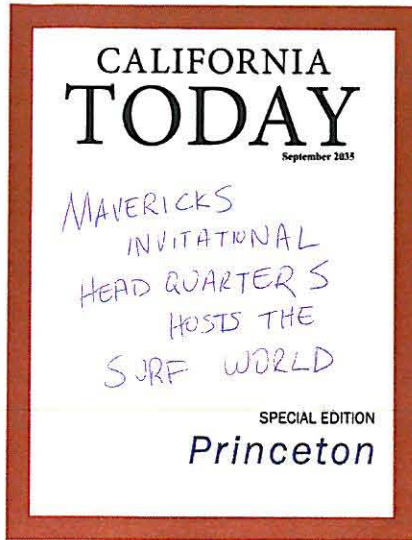 CALIFORNIA
TODAY
September 2035
MAVERICKS
INVITATIONAL
HEAD QUARTERS
HOSTS THE
SURF WORLD
SPECIAL EDITION
Princeton